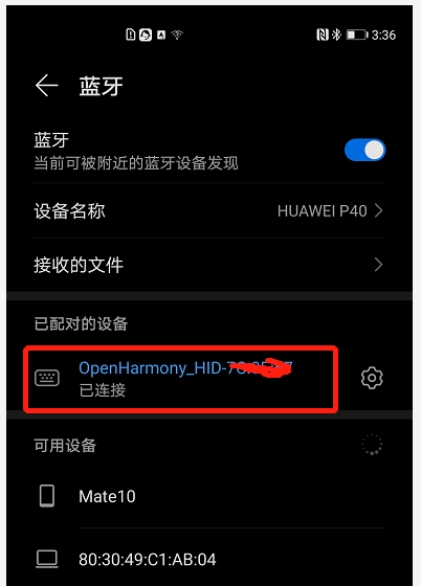 3:36
蓝牙
蓝牙
当前可被附近的蓝牙设备发现
设备名称 HUAWEI P40
接收的文件
已配对的设备
OpenHarmony_HID-
已连接
可用设备
Mate10
80:30:49:C1:AB:04